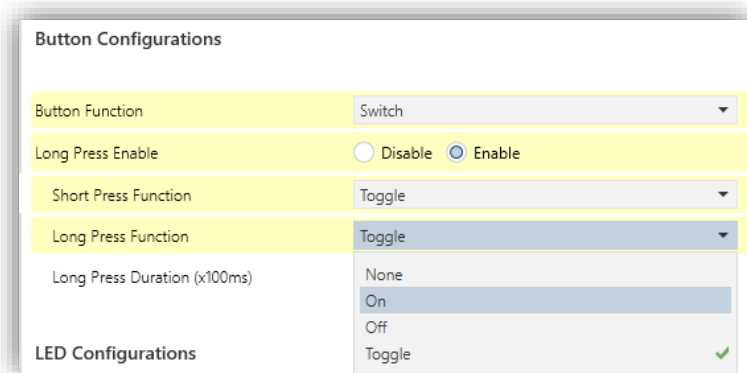 Button Configurations
Button Function Switch
Long Press Enable Disable Enable
Short Press Function Toggle
Long Press Function Toggle
Long Press Duration (x100ms)
None
On
Off
Toggle
LED Configurations